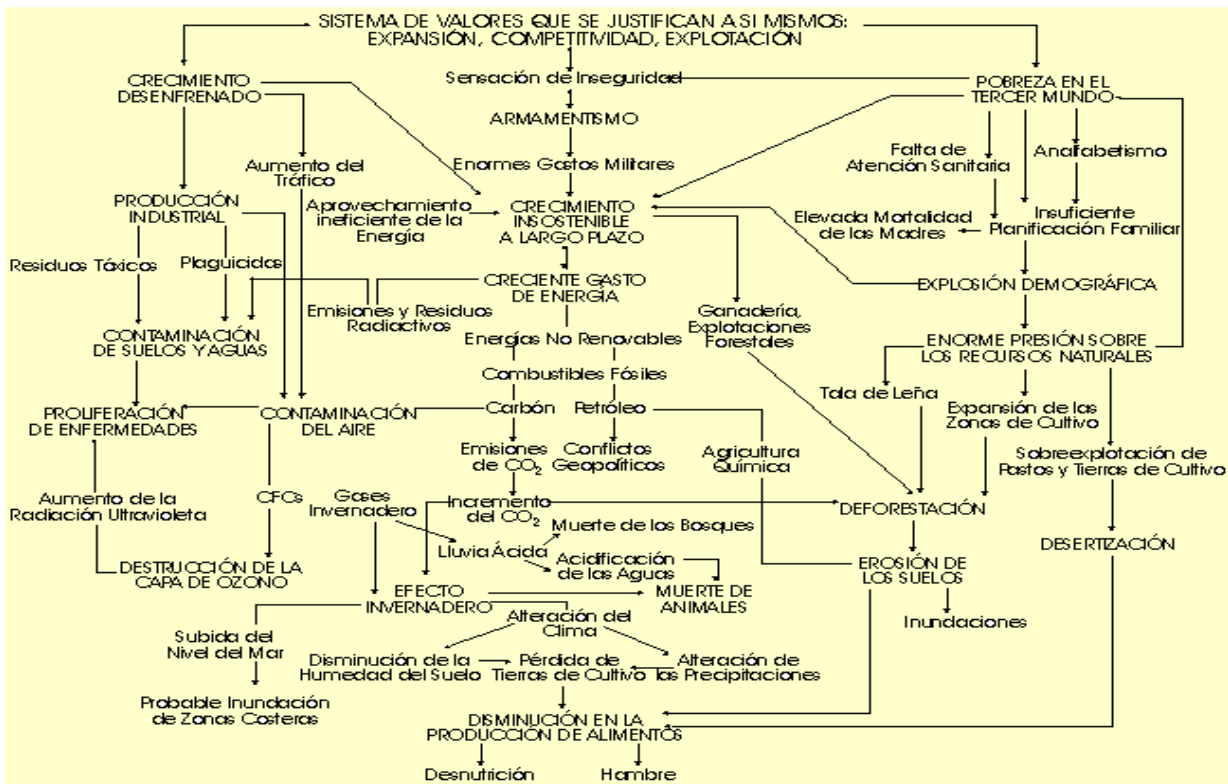 SISTEMA DE VALORES QUE SE JUSTIFICAN A SI MISMOS:
EXPANSIÓN, COMPETITIVIDAD, EXPLOTACIÓN
CRECIMIENTO
DESENFRENADO
Sensación de Inseguridad
POBREZA EN EL
TERCER MUNDO
ARMAMENTISMO
Aumento del
Tráfico
Enormes Gastos Militares
Falta de
Atención Sanitaria
Analfabetismo
PRODUCCIÓN
INDUSTRIAL
Aprovechamiento
ineficiente de la
Energía
CRECIMIENTO
INSOSTENIBLE
A LARGO PLAZO
Elevada Mortalidad
de las Madres
Insuficiente
Planificación Familiar
Residuos Tóxicos
Plaguicidas
CRECIENTE GASTO
DE ENERGÍA
EXPLOSIÓN DEMOGRÁFICA
Emisiones y Residuos
Radiactivos
Ganadería,
Explotaciones
Forestales
CONTAMINACIÓN
DE SUELOS Y AGUAS
Energías No Renovables
ENORME PRESIÓN SOBRE
LOS RECURSOS NATURALES
Combustibles Fósiles
Tala de Leña
Expansión de las
Zonas de Cultivo
PROLIFERACIÓN
DE ENFERMEDADES
CONTAMINACIÓN
DEL AIRE
Carbón
Petróleo
Emisiones
de CO2
Conflictos
Geopolíticos
Agricultura
Química
Sobreexplotación de
Pastos y Tierras de Cultivo
Aumento de la
Radiación Ultravioleta
CFCs
Gases
Invernadero
Incremento
del CO2
DEFORESTACIÓN
Muerte de los Bosques
Lluvia Ácida
DESERTIZACIÓN
DESTRUCCIÓN DE LA
CAPA DE OZONO
Acidificación
de las Aguas
EROSIÓN DE
LOS SUELOS
EFECTO
INVERNADERO
MUERTE DE
ANIMALES
Alteración del
Clima
Inundaciones
Subida del
Nivel del Mar
Disminución de la
Humedad del Suelo
Pérdida de
Tierras de Cultivo
Alteración de
las Precipitaciones
Probable Inundación
de Zonas Costeras
DISMINUCIÓN EN LA
PRODUCCIÓN DE ALIMENTOS
Desnutrición
Hambre